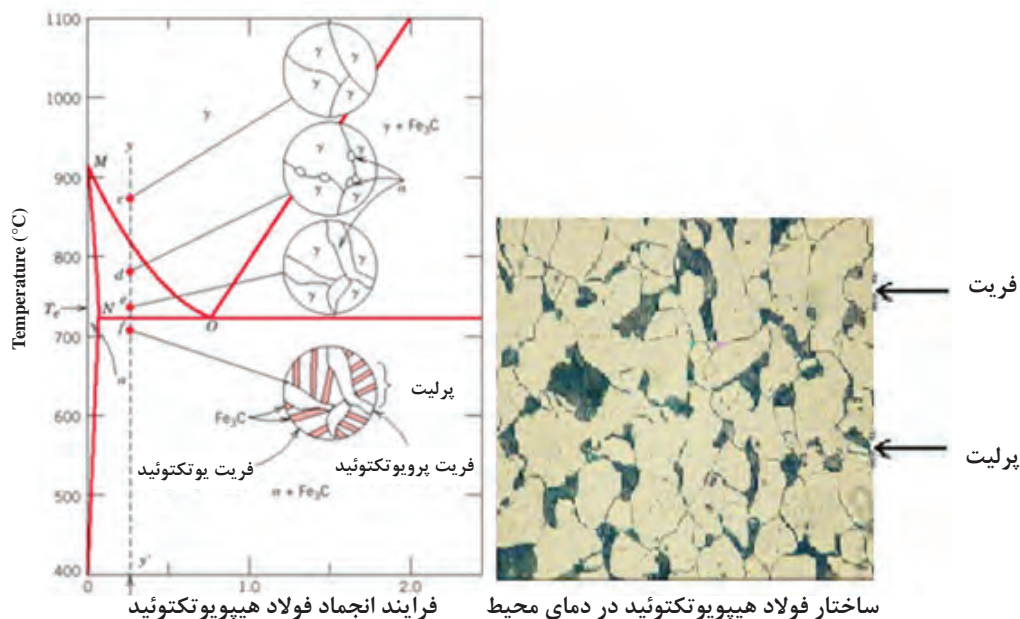 1100
1000
900
800
700
600
500
400
Temperature (°C)
0
1.0
2.0
γ
γ
γ
γ
γ
γ + Fe₃C
y
M
c
γ
γ
γ
γ
γ
α
d
e
γ
γ
γ
γ
Tₑ
N
O
f
α
پرلیت
Fe₃C
فریت یوتکتوئید
فریت پرویوتکتوئید
α + Fe₃C
y'
فرایند انجماد فولاد هیپویوتکتوئید
فریت
پرلیت
ساختار فولاد هیپویوتکتوئید در دمای محیط